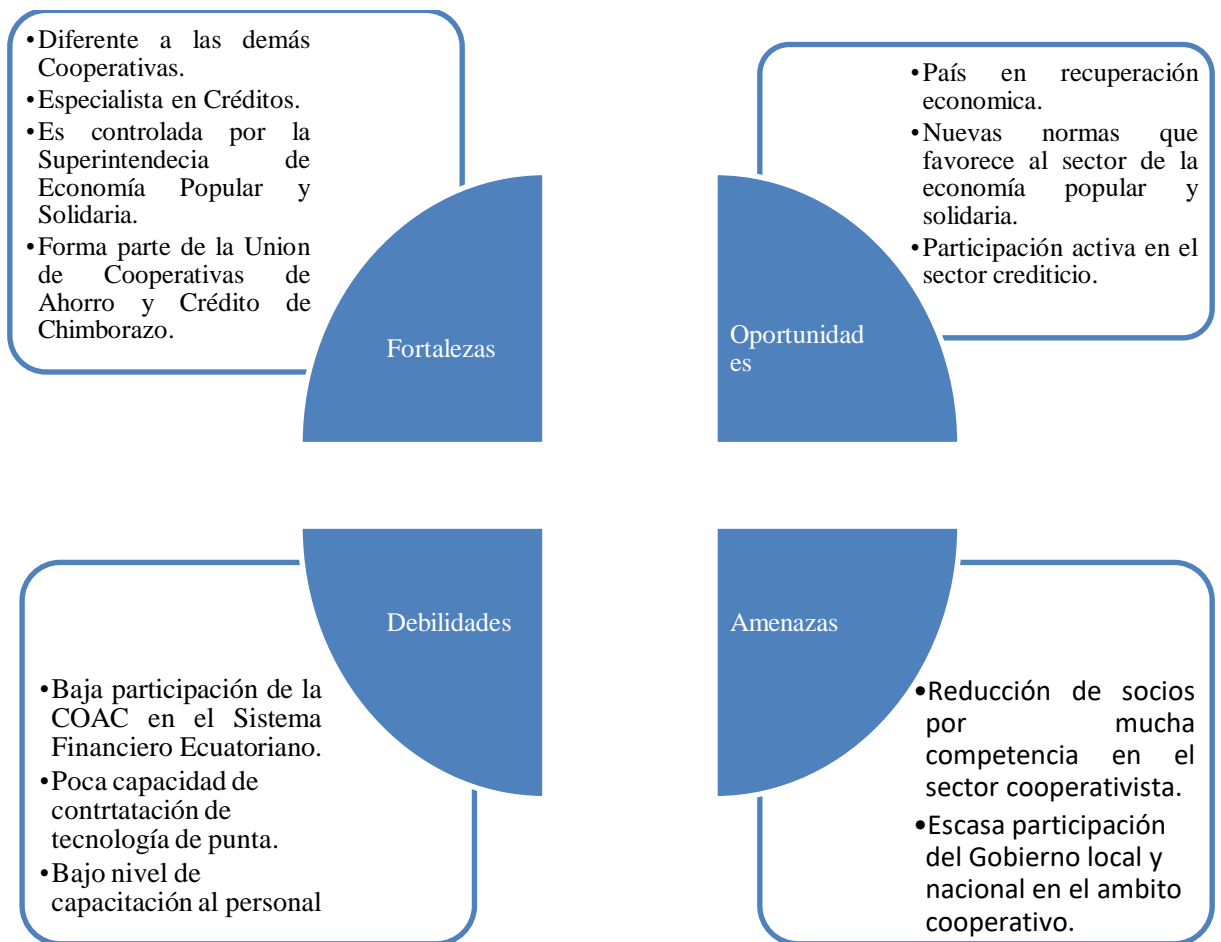 •Diferente a las demás
Cooperativas.
•Especialista en Créditos.
•Es controlada por la
Superintendecia de
Economía Popular y
Solidaria.
•Forma parte de la Union
de Cooperativas de
Ahorro y Crédito de
Chimborazo.
Fortalezas
•País en recuperación
economica.
•Nuevas normas que
favorece al sector de la
economía popular y
solidaria.
•Participación activa en el
sector crediticio.
Oportunidad
es
Debilidades
•Baja participación de la
COAC en el Sistema
Financiero Ecuatoriano.
•Poca capacidad de
contrtatación de
tecnología de punta.
•Bajo nivel de
capacitación al personal
Amenazas
•Reducción de socios
por mucha
competencia en el
sector cooperativista.
•Escasa participación
del Gobierno local y
nacional en el ambito
cooperativo.